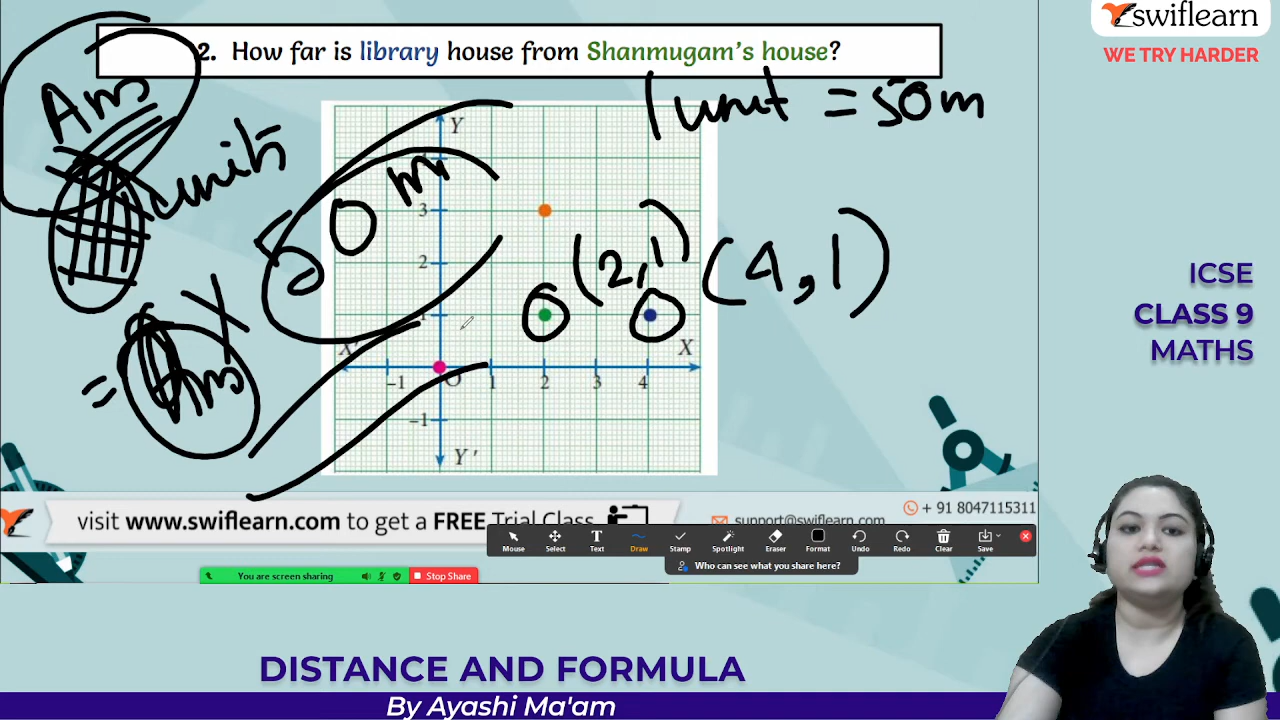 swiflearn
WE TRY HARDER
2. How far is library house from Shanmugam's house?
Ans
1 unit = 50m
units
50 m
Y
3
2
1
(2,1) (4,1)
X' X
-1 O 1 2 3 4
-1
Y'
= Ans
ICSE
CLASS 9
MATHS
visit www.swiflearn.com to get a FREE Trial Class
support@swiflearn.com
+ 91 8047115311
Mouse Select Text Draw Stamp Spotlight Eraser Format Undo Redo Clear Save
Who can see what you share here?
You are screen sharing Stop Share
DISTANCE AND FORMULA
By Ayashi Ma'am